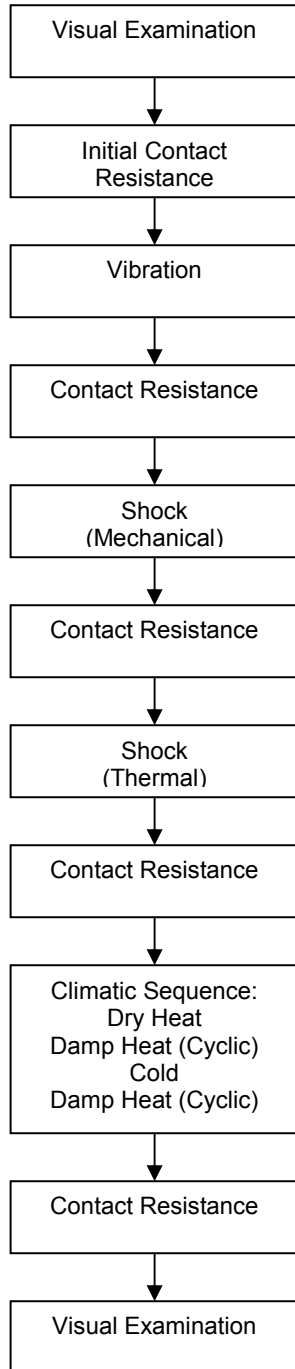 Visual Examination
Initial Contact
Resistance
Vibration
Contact Resistance
Shock
(Mechanical)
Contact Resistance
Shock
(Thermal)
Contact Resistance
Climatic Sequence:
Dry Heat
Damp Heat (Cyclic)
Cold
Damp Heat (Cyclic)
Contact Resistance
Visual Examination